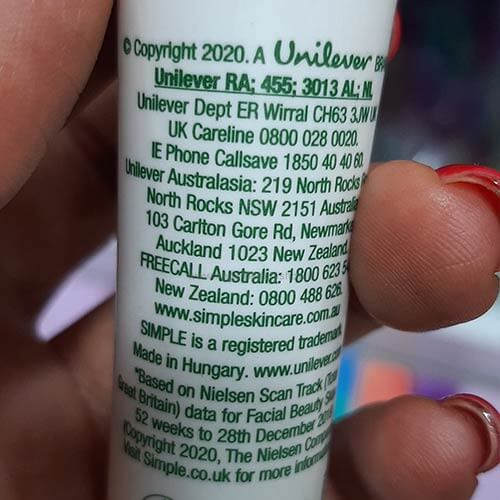 © Copyright 2020. A Unilever
Unilever RA; 455; 3013 AL; NL
Unilever Dept ER Wirral CH63 3JW
UK Careline 0800 028 0020.
IE Phone Callsave 1850 40 40 60.
Unilever Australasia: 219 North Rocks
North Rocks NSW 2151
103 Carlton Gore Rd,
Auckland 1023 New Zealand.
FREECALL Australia: 1800 623
New Zealand: 0800 488 626.
www.simpleskincare.com.au
SIMPLE is a registered trademark
Made in Hungary. www.unilever.
*Based on Nielsen Scan Track
Great Britain) data for Facial Beauty
52 weeks to 28th December
(Copyright 2020, The Nielsen
Visit Simple.co.uk for more